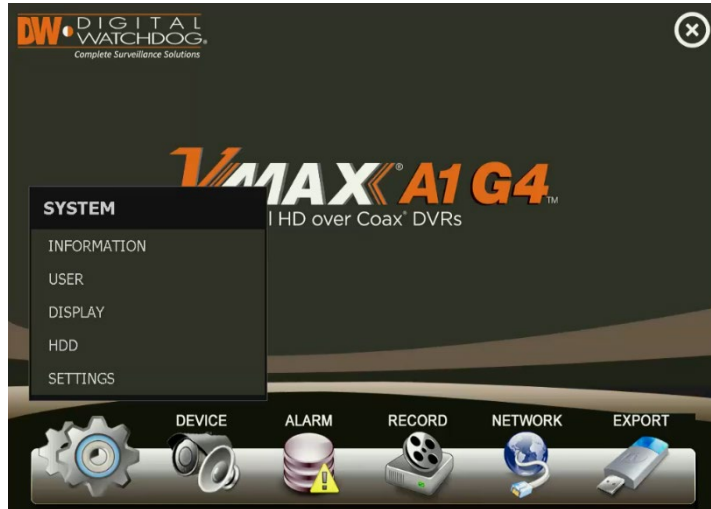 DW DIGITAL
WATCHDOG®
Complete Surveillance Solutions
VMAX® A1 G4™
l HD over Coax® DVRs
SYSTEM
INFORMATION
USER
DISPLAY
HDD
SETTINGS
DEVICE ALARM RECORD NETWORK EXPORT